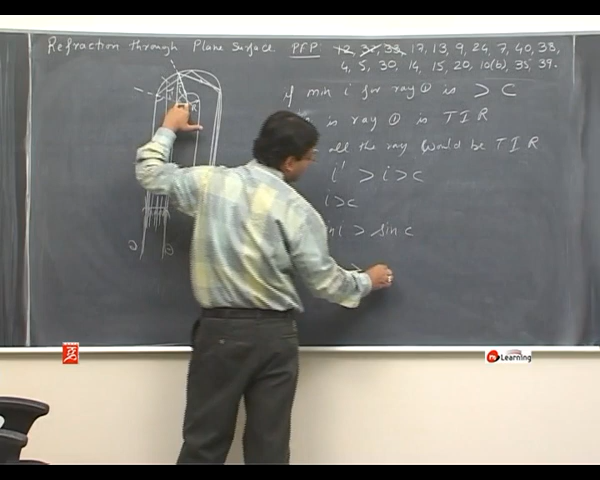 Refraction through Plane Surface PFP: 12, 32, 33, 17, 13, 9, 24, 7, 40, 38,
4, 5, 30, 14, 15, 20, 10(b), 35, 39.
if min i for ray ① is > C
is ray ① is TIR
all the ray would be TIR
i' > i > c
i > c
sin c
Learning